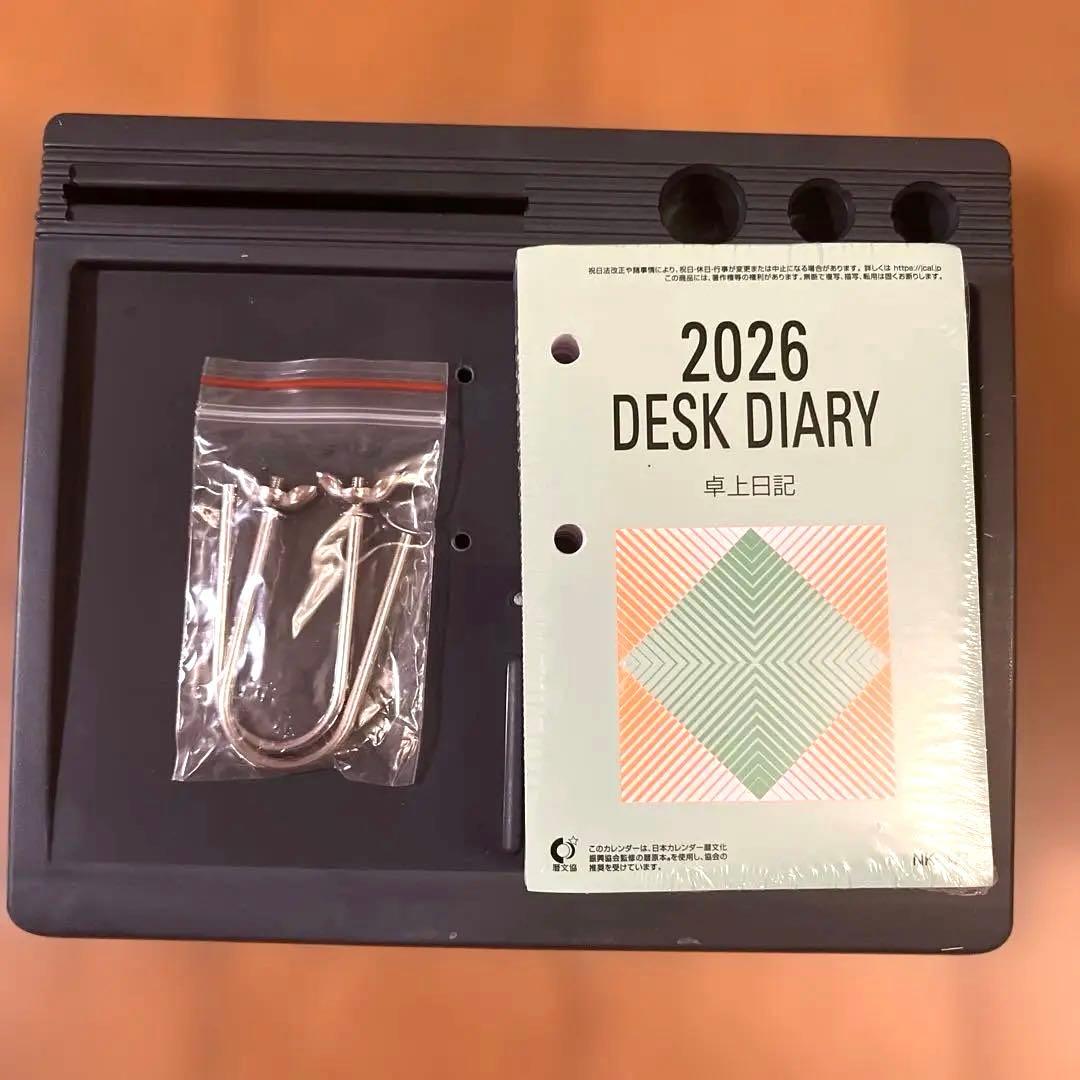 祝日法改正や諸事情により、祝日・休日・行事が変更または中止になる場合があります。詳しくは https://jcal.jp
この商品には、著作権等の権利があります。無断で複写、描写、転用は固くお断りします。
2026
DESK DIARY
卓上日記
このカレンダーは、日本カレンダー暦文化
振興協会監修の暦原本®を使用し、協会の
推奨を受けています。
暦文協